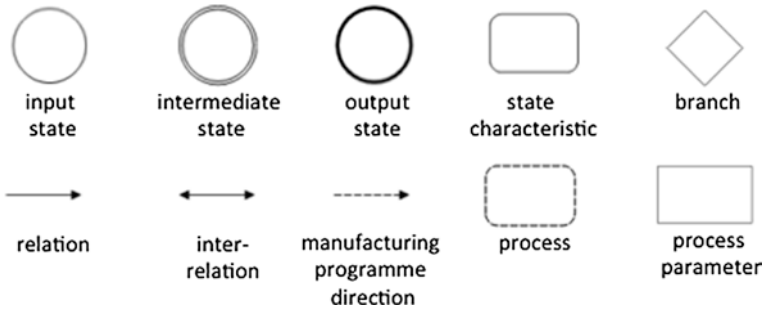 input
state
intermediate
state
output
state
state
characteristic
branch
relation
inter-
relation
manufacturing
programme
direction
process
process
parameter